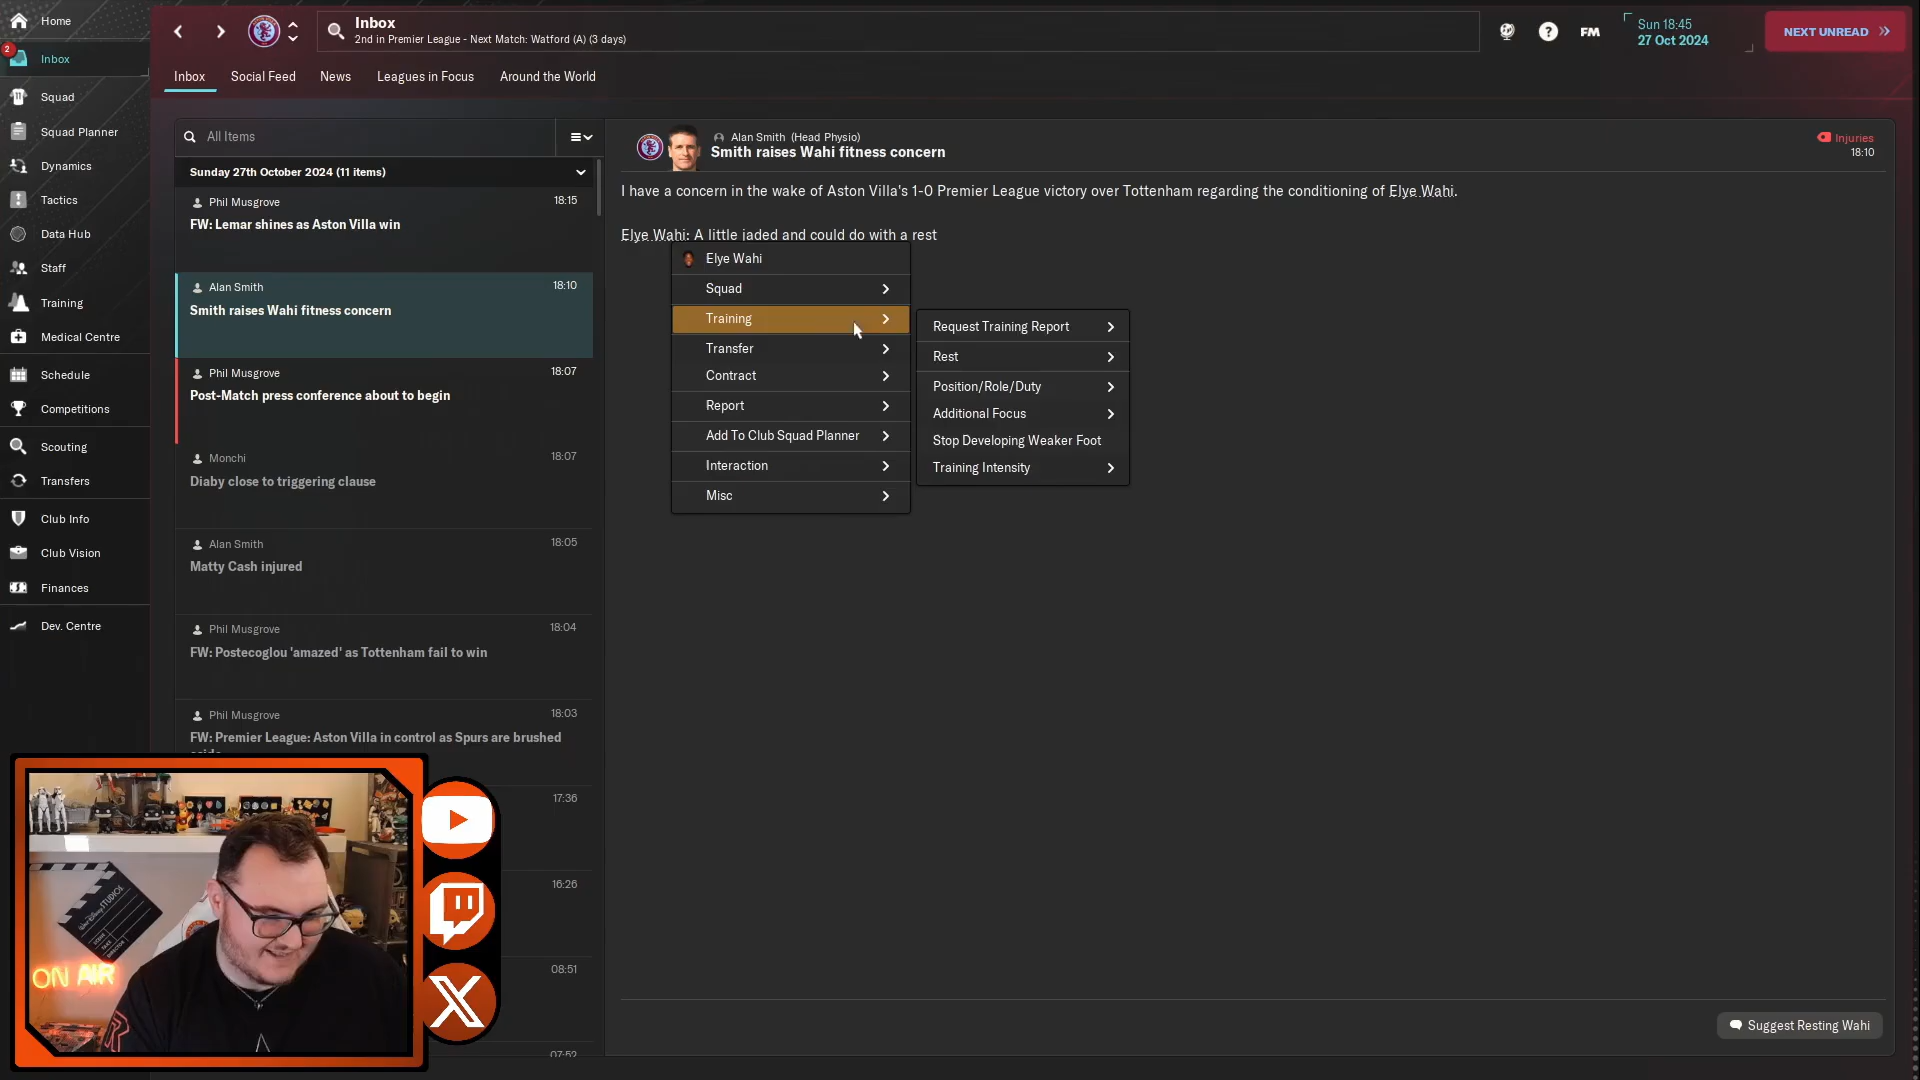 Home
2
Inbox
Squad
Squad Planner
Dynamics
Tactics
Data Hub
Staff
Training
Medical Centre
Schedule
Competitions
Scouting
Transfers
Club Info
Club Vision
Finances
Dev. Centre
Inbox
2nd in Premier League - Next Match: Watford (A) (3 days)
?
FM
Sun 18:45
27 Oct 2024
NEXT UNREAD
Inbox
Social Feed
News
Leagues in Focus
Around the World
All Items
Sunday 27th October 2024 (11 items)
Phil Musgrove 18:15
FW: Lemar shines as Aston Villa win
Alan Smith 18:10
Smith raises Wahi fitness concern
Phil Musgrove 18:07
Post-Match press conference about to begin
Monchi 18:07
Diaby close to triggering clause
Alan Smith 18:05
Matty Cash injured
Phil Musgrove 18:04
FW: Postecoglou 'amazed' as Tottenham fail to win
Phil Musgrove 18:03
FW: Premier League: Aston Villa in control as Spurs are brushed
17:36
16:26
08:51
07:52
Alan Smith (Head Physio)
Smith raises Wahi fitness concern
Injuries
18:10
I have a concern in the wake of Aston Villa's 1-0 Premier League victory over Tottenham regarding the conditioning of Elye Wahi.
Elye Wahi: A little jaded and could do with a rest
Elye Wahi
Squad
Training
Transfer
Contract
Report
Add To Club Squad Planner
Interaction
Misc
Request Training Report
Rest
Position/Role/Duty
Additional Focus
Stop Developing Weaker Foot
Training Intensity
Suggest Resting Wahi
ON AIR